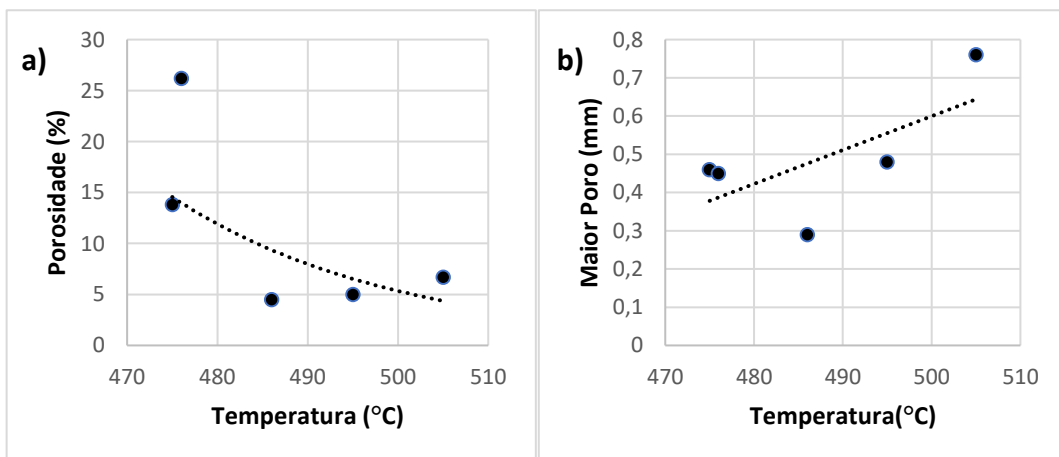 a)
Porosidade (%)
30
25
20
15
10
5
0
470 480 490 500 510
Temperatura (°C)
b)
Maior Poro (mm)
0,8
0,7
0,6
0,5
0,4
0,3
0,2
0,1
0
470 480 490 500 510
Temperatura(°C)